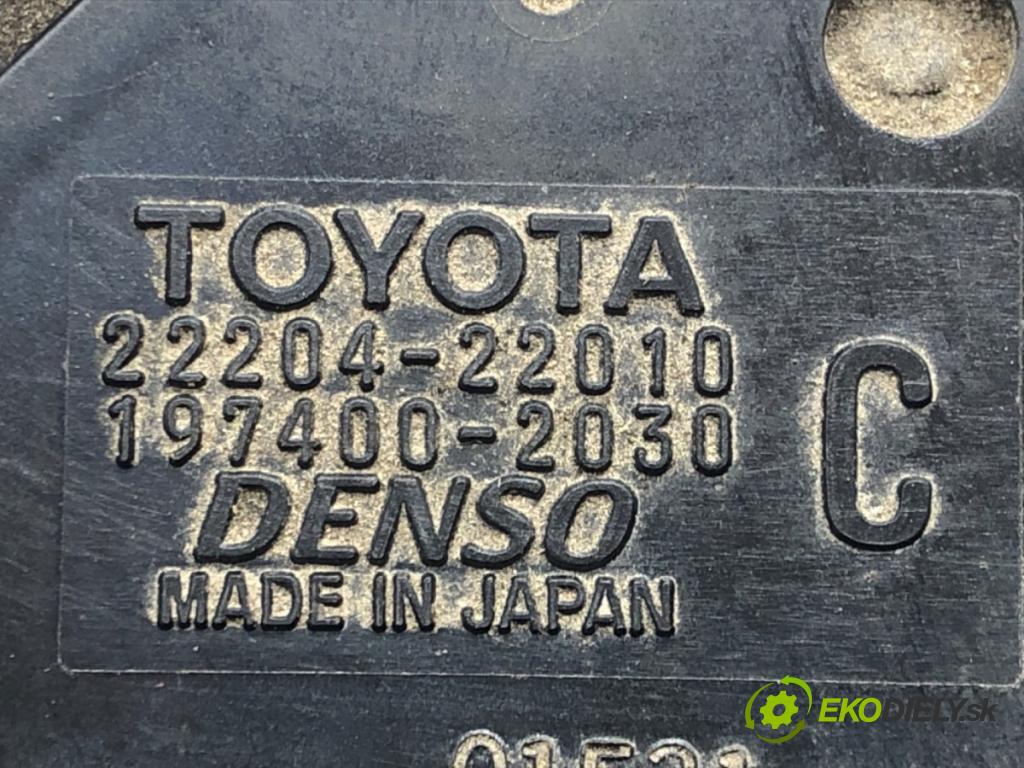 TOYOTA
22204-22010
197400-2030
C
DENSO
MADE IN JAPAN
EKODIELY.sk